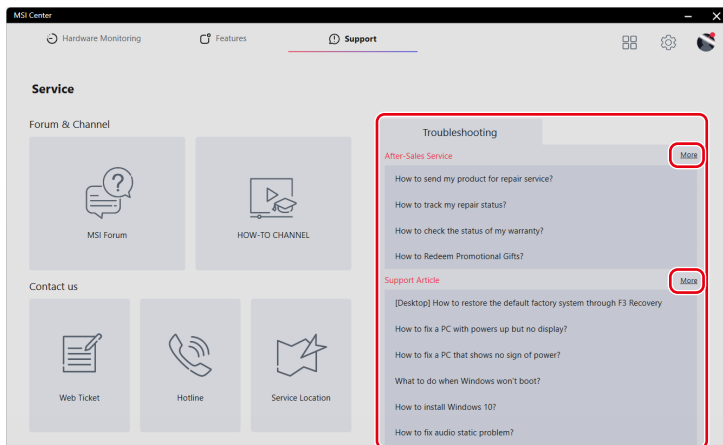 MSI Center
Hardware Monitoring
Features
Support
Service
Forum & Channel
MSI Forum
HOW-TO CHANNEL
Contact us
Web Ticket
Hotline
Service Location
Troubleshooting
After-Sales Service
More
How to send my product for repair service?
How to track my repair status?
How to check the status of my warranty?
How to Redeem Promotional Gifts?
Support Article
More
[Desktop] How to restore the default factory system through F3 Recovery
How to fix a PC with powers up but no display?
How to fix a PC that shows no sign of power?
What to do when Windows won't boot?
How to install Windows 10?
How to fix audio static problem?